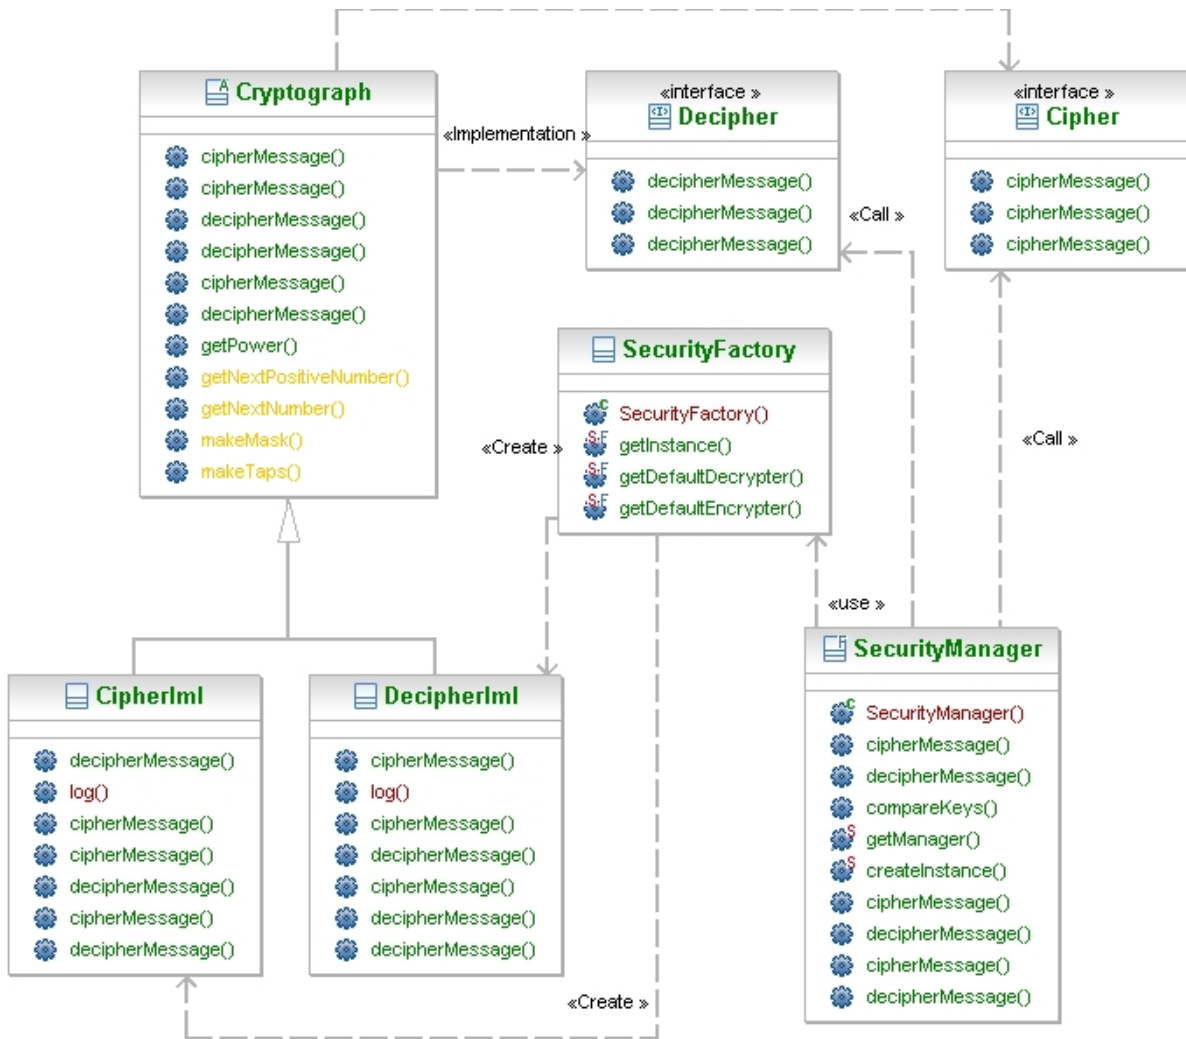 Cryptograph
cipherMessage()
cipherMessage()
decipherMessage()
decipherMessage()
cipherMessage()
decipherMessage()
getPower()
getNextPositiveNumber()
getNextNumber()
makeMask()
makeTaps()
«Implementation »
«interface »
Decipher
decipherMessage()
decipherMessage()
decipherMessage()
«interface »
Cipher
cipherMessage()
cipherMessage()
cipherMessage()
«Call »
SecurityFactory
SecurityFactory()
getInstance()
getDefaultDecrypter()
getDefaultEncrypter()
«Create »
«Call »
«use »
CipherIml
decipherMessage()
log()
cipherMessage()
cipherMessage()
decipherMessage()
cipherMessage()
decipherMessage()
DecipherIml
cipherMessage()
log()
cipherMessage()
decipherMessage()
cipherMessage()
decipherMessage()
decipherMessage()
SecurityManager
SecurityManager()
cipherMessage()
decipherMessage()
compareKeys()
getManager()
createInstance()
cipherMessage()
decipherMessage()
cipherMessage()
decipherMessage()
«Create »